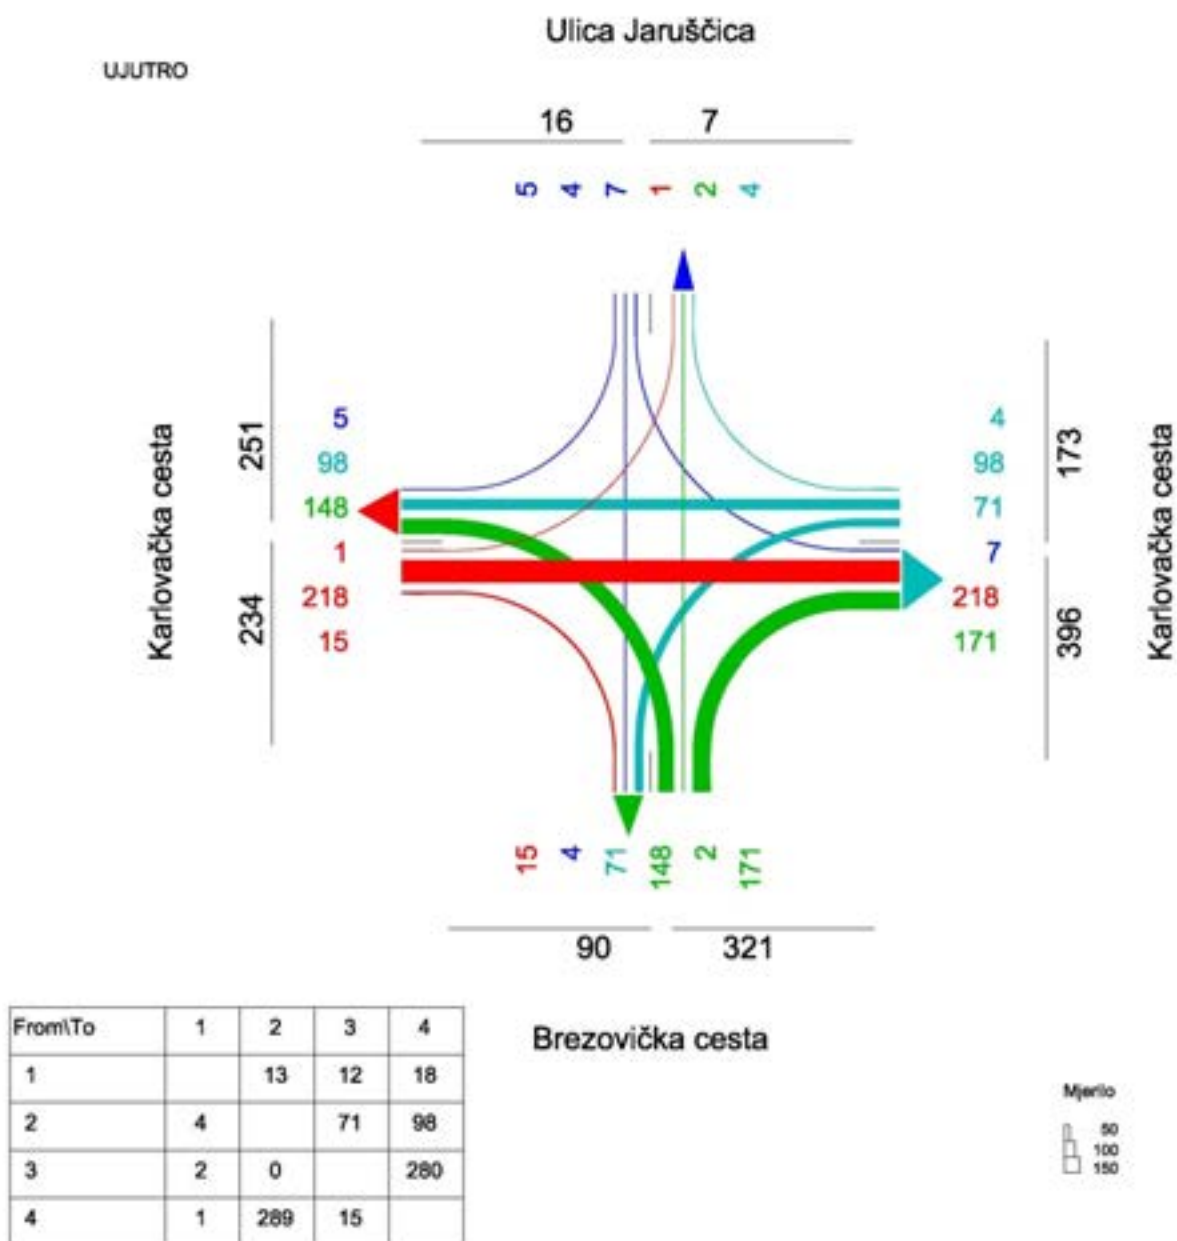 Ulica Jaruščica
UJUTRO
16 7
5 4 7 1 2 4
Karlovačka cesta
251
234
5
98
148
1
218
15
4
98
71
7
218
171
173
396
Karlovačka cesta
15 4 71 148 2 171
90 321
Brezovička cesta
From\To 1 2 3 4
1 13 12 18
2 4 71 98
3 2 0 280
4 1 289 15
Mjerilo
50
100
150